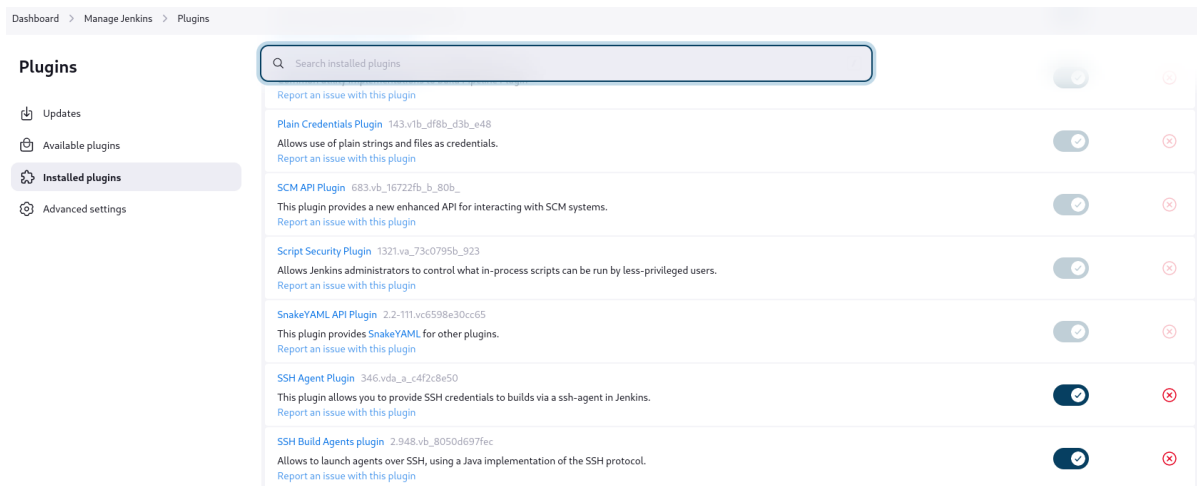 Dashboard > Manage Jenkins > Plugins
Plugins
Updates
Available plugins
Installed plugins
Advanced settings
Search installed plugins
Report an issue with this plugin
Plain Credentials Plugin 143.v1b_df8b_d3b_e48
Allows use of plain strings and files as credentials.
Report an issue with this plugin
SCM API Plugin 683.vb_16722fb_b_80b_
This plugin provides a new enhanced API for interacting with SCM systems.
Report an issue with this plugin
Script Security Plugin 1321.va_73c0795b_923
Allows Jenkins administrators to control what in-process scripts can be run by less-privileged users.
Report an issue with this plugin
SnakeYAML API Plugin 2.2-111.vc6598e30cc65
This plugin provides SnakeYAML for other plugins.
Report an issue with this plugin
SSH Agent Plugin 346.vda_a_c4f2c8e50
This plugin allows you to provide SSH credentials to builds via a ssh-agent in Jenkins.
Report an issue with this plugin
SSH Build Agents plugin 2.948.vb_8050d697fec
Allows to launch agents over SSH, using a Java implementation of the SSH protocol.
Report an issue with this plugin